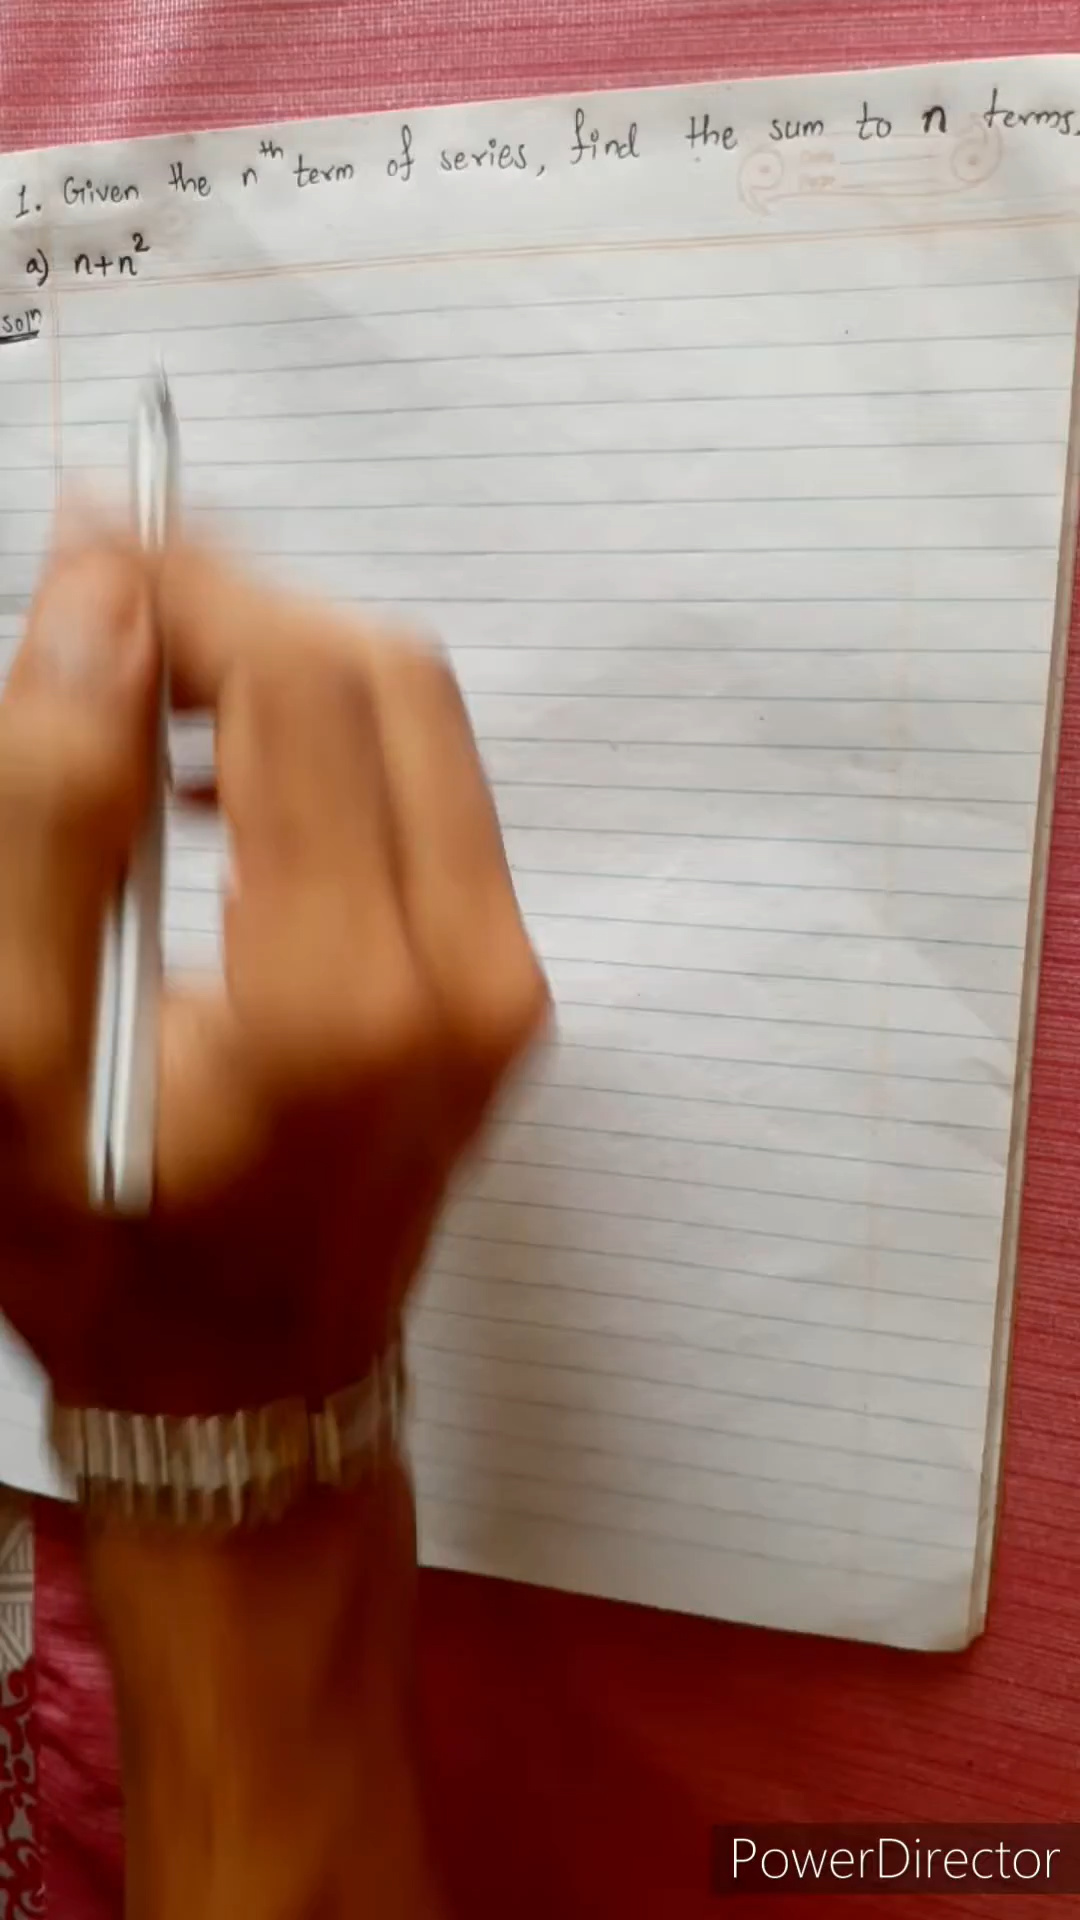 1. Given the nᵗʰ term of series, find the sum to n terms.
a) n+n²
Solⁿ
PowerDirector